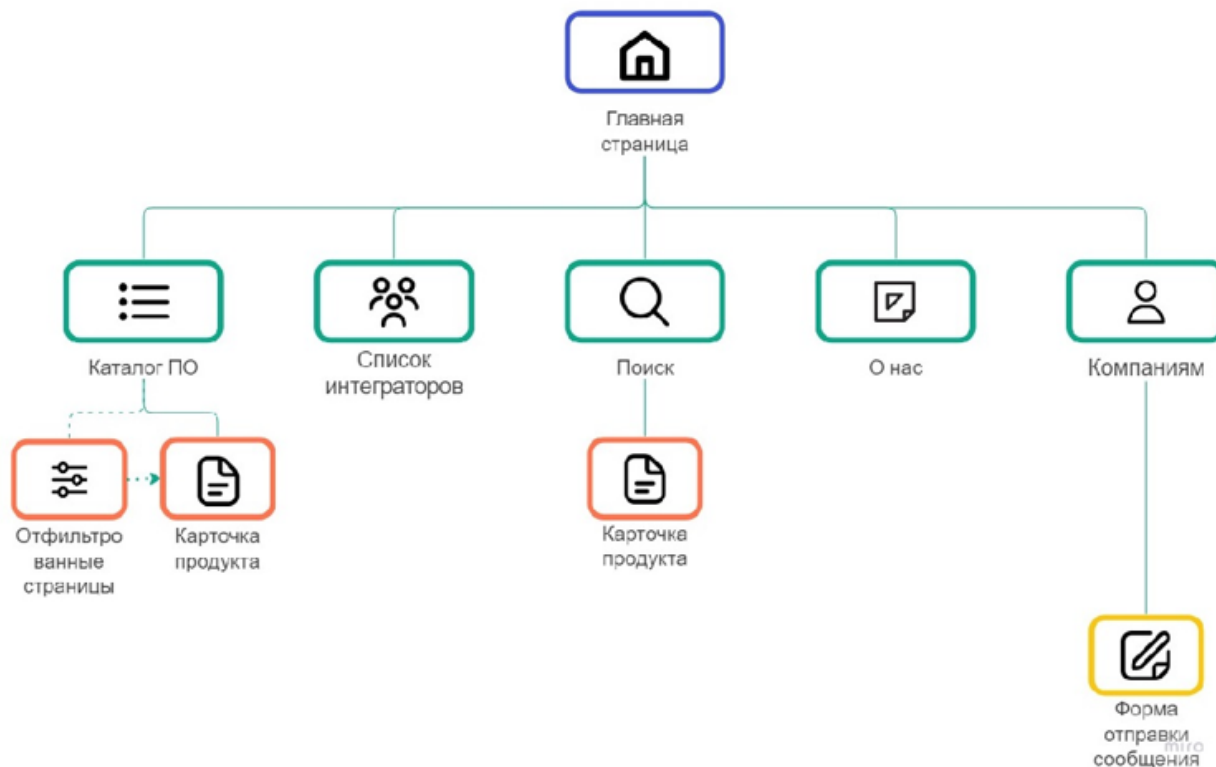 Главная
страница
Каталог ПО
Список
интеграторов
Поиск
О нас
Компаниям
Отфильтро
ванные
страницы
Карточка
продукта
Карточка
продукта
Форма
отправки
сообщения
miro